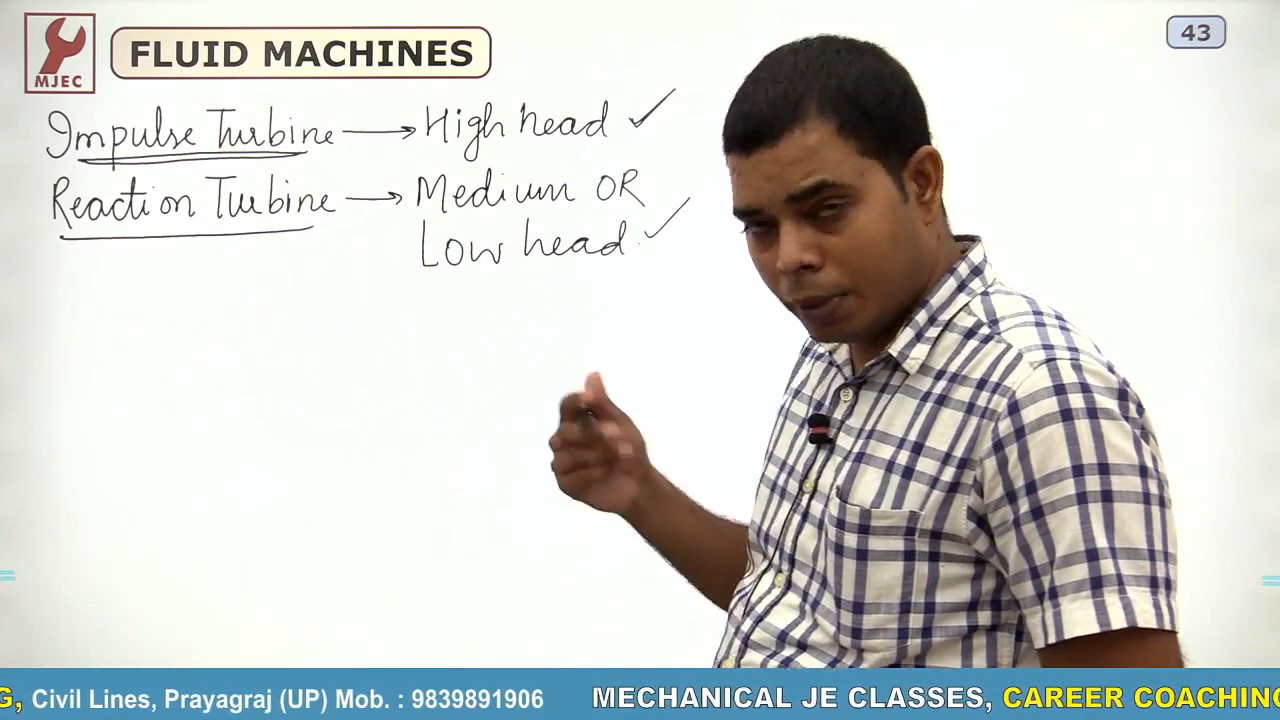 MJEC
FLUID MACHINES
43
Impulse Turbine → High head ✓
Reaction Turbine → Medium OR
Low head. ✓
G, Civil Lines, Prayagraj (UP) Mob. : 9839891906 MECHANICAL JE CLASSES, CAREER COACHING